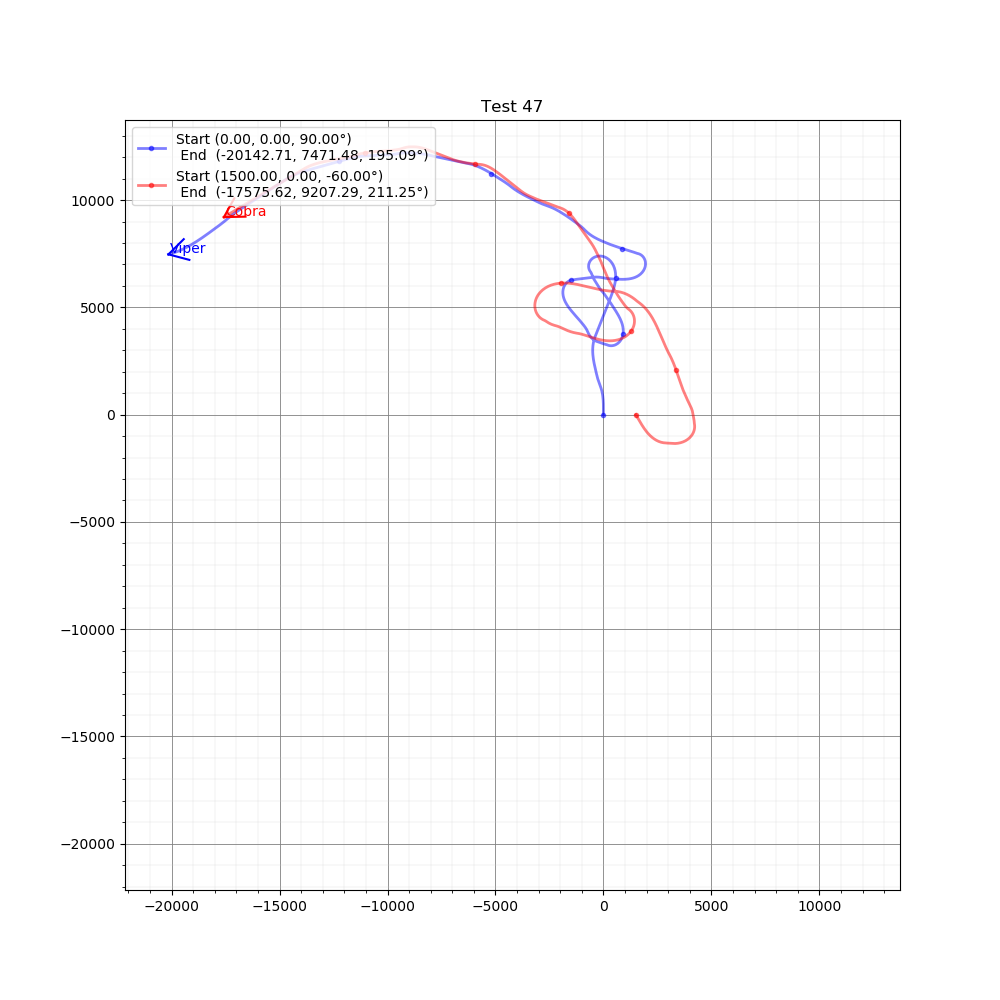 Test 47
Start (0.00, 0.00, 90.00°)
End (-20142.71, 7471.48, 195.09°)
Start (1500.00, 0.00, -60.00°)
End (-17575.62, 9207.29, 211.25°)
Cobra
Viper
10000
5000
0
−5000
−10000
−15000
−20000
−20000 −15000 −10000 −5000 0 5000 10000